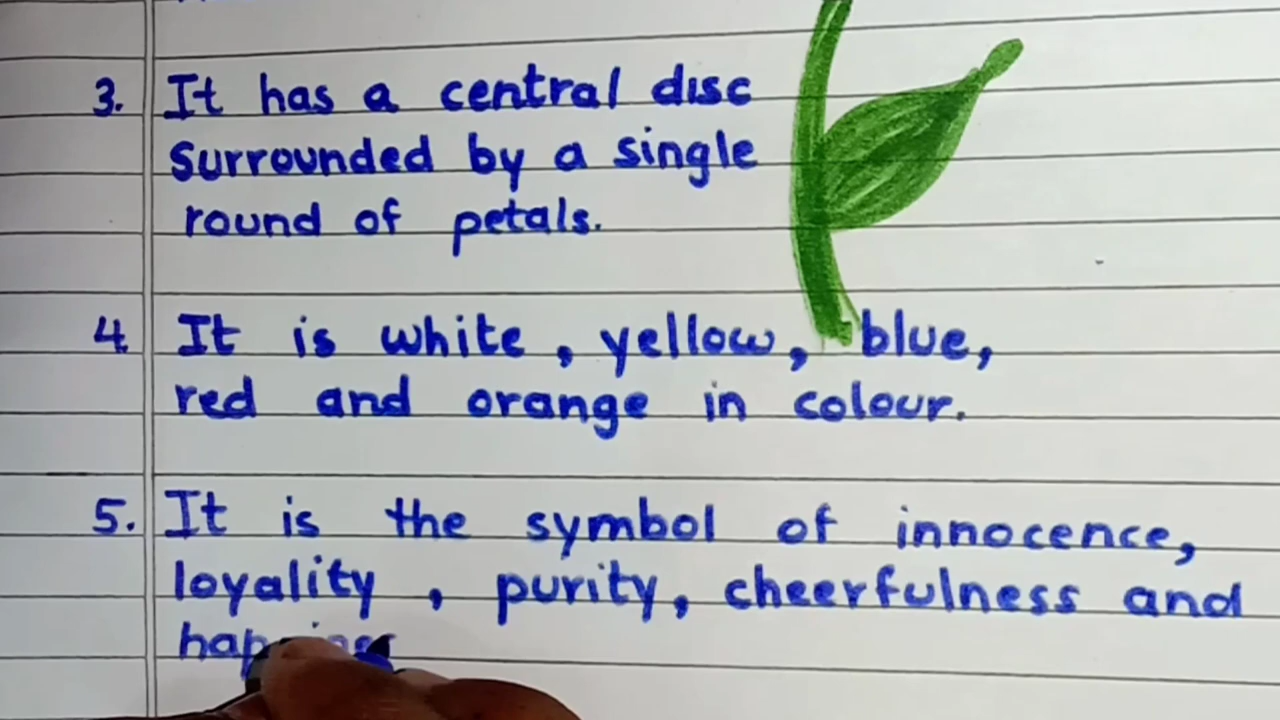 3. It has a central disc
surrounded by a single
round of petals.
4. It is white, yellow, blue,
red and orange in colour.
5. It is the symbol of innocence,
loyality, purity, cheerfulness and